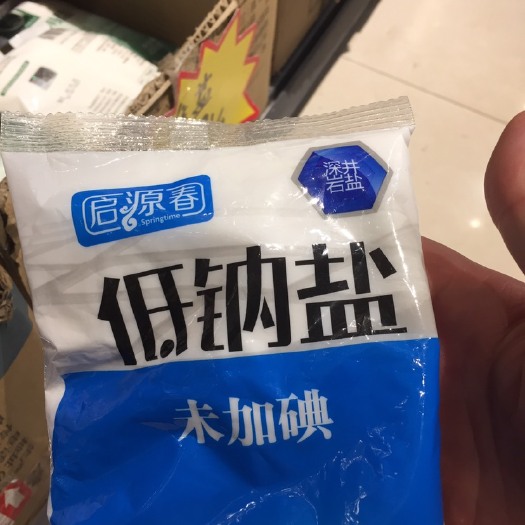 深井
岩盐
启源春
Springtime
低钠盐
未加碘